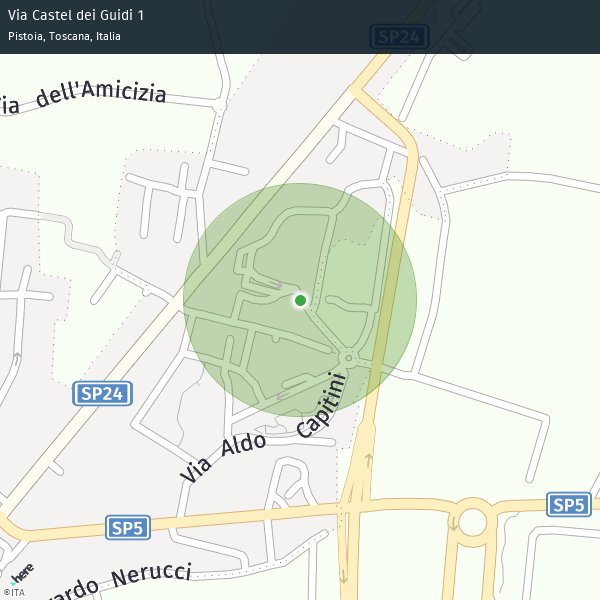 Via Castel dei Guidi 1
Pistoia, Toscana, Italia
SP24
ia dell'Amicizia
SP24
Via Aldo Capitini
SP5
SP5
ardo Nerucci
here
©ITA